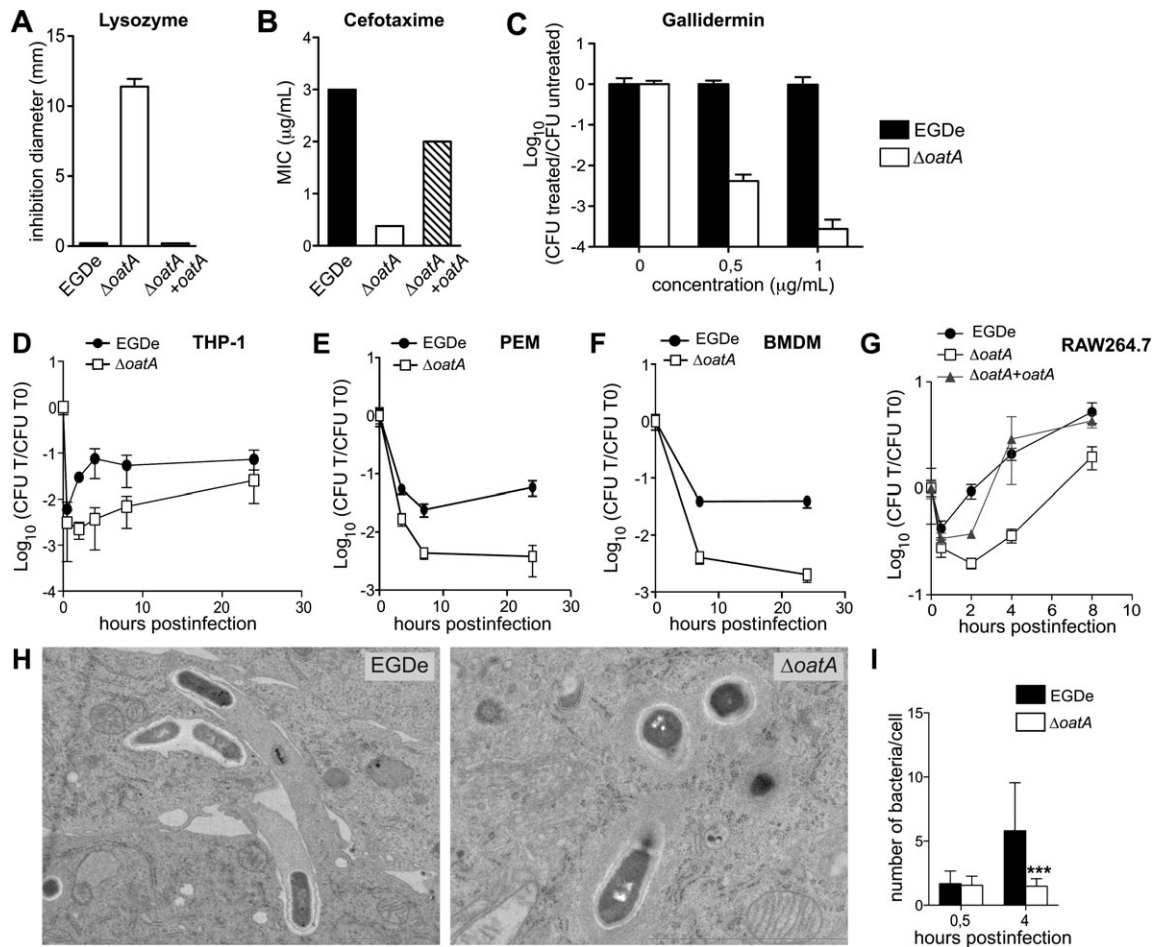 A Lysozyme
inhibition diameter (mm)
15
10
5
0
EGDe
ΔoatA
ΔoatA
+oatA
B Cefotaxime
MIC (μg/mL)
4
3
2
1
0
EGDe
ΔoatA
ΔoatA
+oatA
C Gallidermin
Log10
(CFU treated/CFU untreated)
1
0
-1
-2
-3
-4
0 0,5 1
concentration (μg/mL)
EGDe
ΔoatA
D THP-1
EGDe
ΔoatA
Log10 (CFU T/CFU T0)
1
0
-1
-2
-3
-4
0 10 20 30
hours postinfection
E PEM
EGDe
ΔoatA
Log10 (CFU T/CFU T0)
1
0
-1
-2
-3
0 10 20 30
hours postinfection
F BMDM
EGDe
ΔoatA
Log10 (CFU T/CFU T0)
1
0
-1
-2
-3
0 10 20 30
hours postinfection
G RAW264.7
EGDe
ΔoatA
ΔoatA+oatA
Log10 (CFU T/CFU T0)
1
0
-1
0 2 4 6 8 10
hours postinfection
H
EGDe
ΔoatA
I
EGDe
ΔoatA
number of bacteria/cell
15
10
5
0
***
0,5 4
hours postinfection